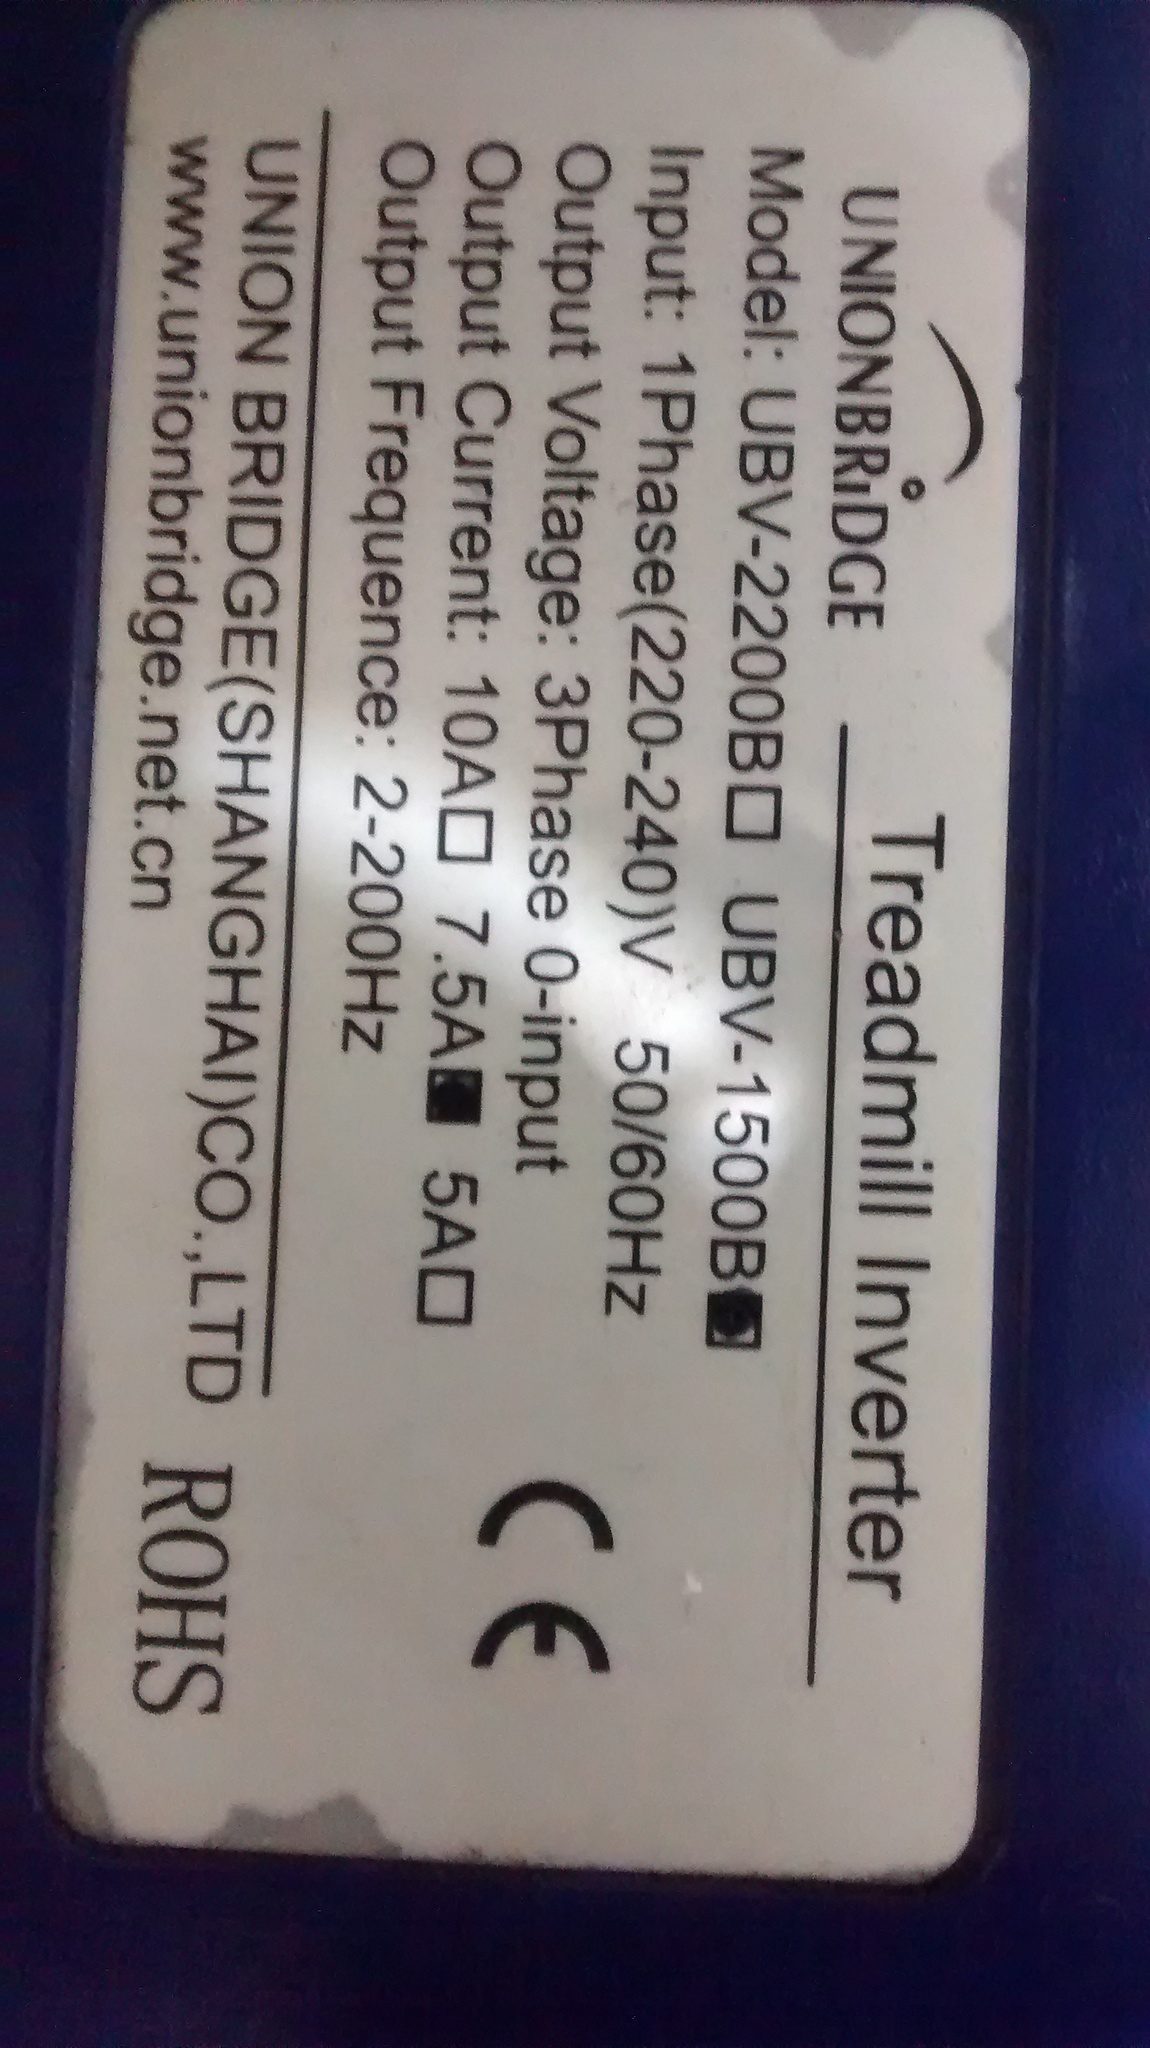 UNIONBRIDGE Treadmill Inverter
Model: UBV-2200B□ UBV-1500B■
Input: 1Phase(220-240)V 50/60Hz
Output Voltage: 3Phase 0-input
Output Current: 10A□ 7.5A■ 5A□
Output Frequence: 2-200Hz
CE
UNION BRIDGE(SHANGHAI)CO.,LTD
www.unionbridge.net.cn
ROHS